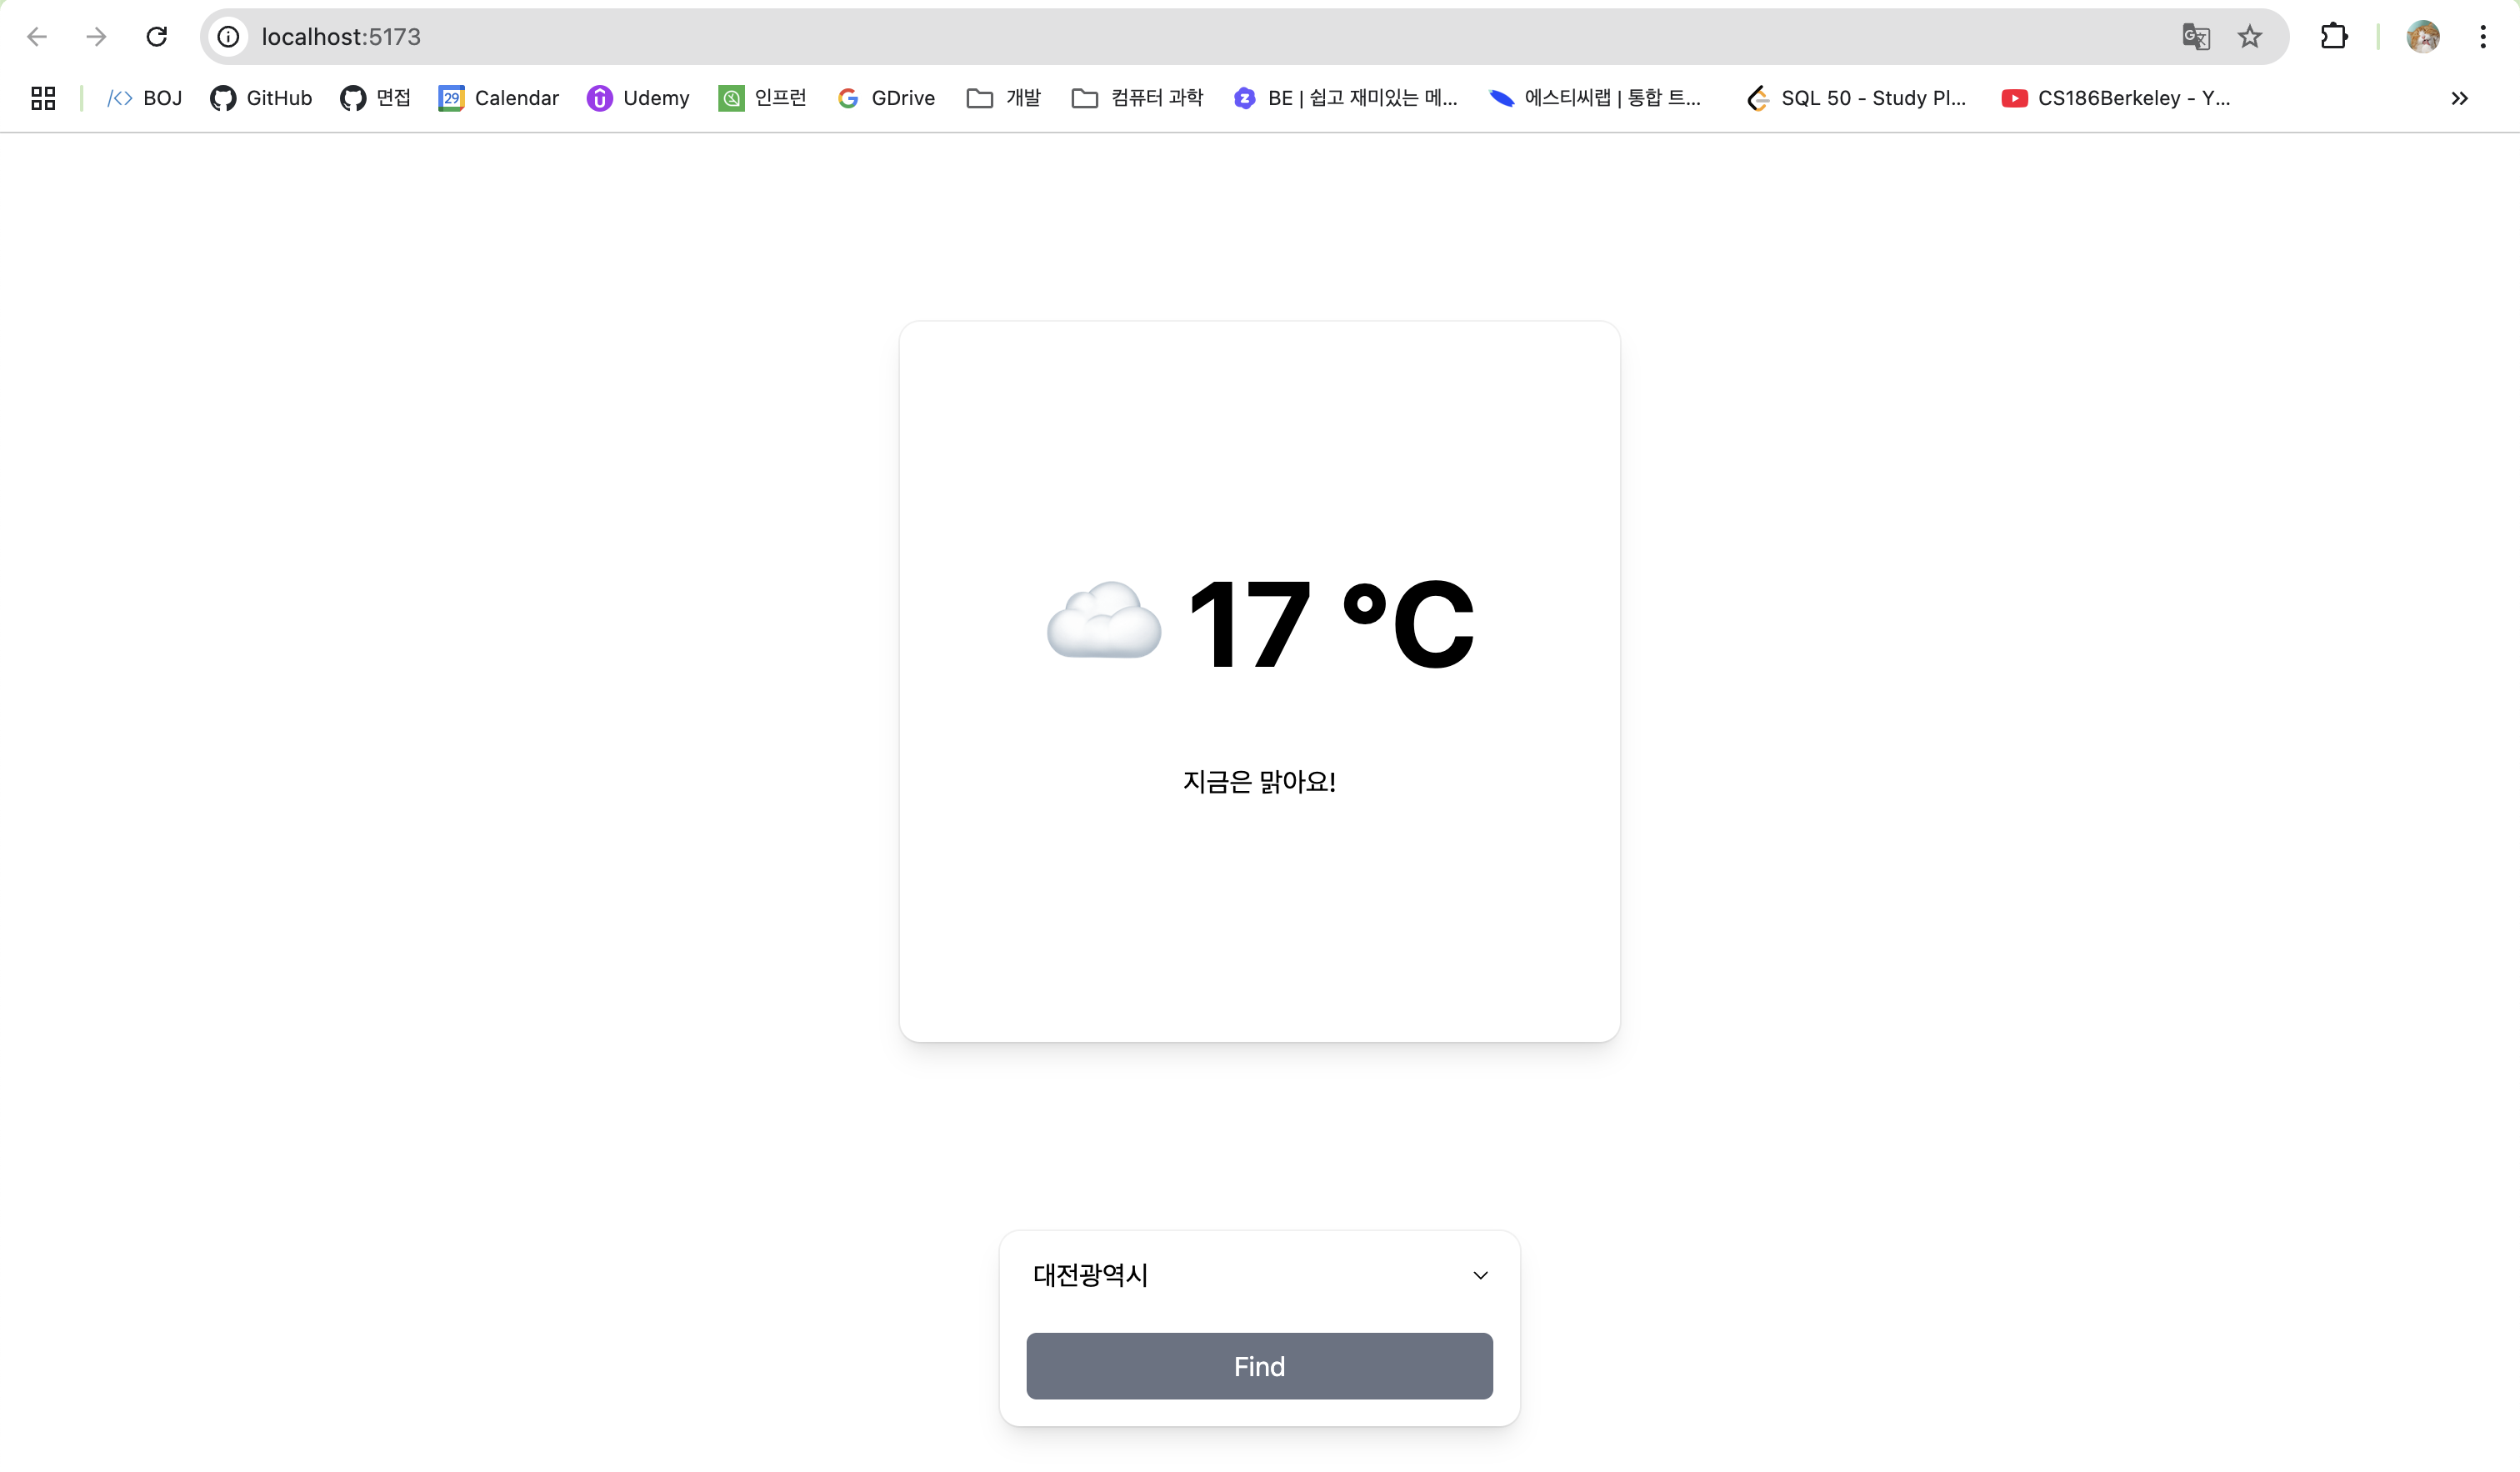 localhost:5173
BOJ GitHub 면접 Calendar Udemy 인프런 GDrive 개발 컴퓨터 과학 BE | 쉽고 재미있는 메... 에스티씨랩 | 통합 트... SQL 50 - Study Pl... CS186Berkeley - Y...
17 °C
지금은 맑아요!
대전광역시
Find